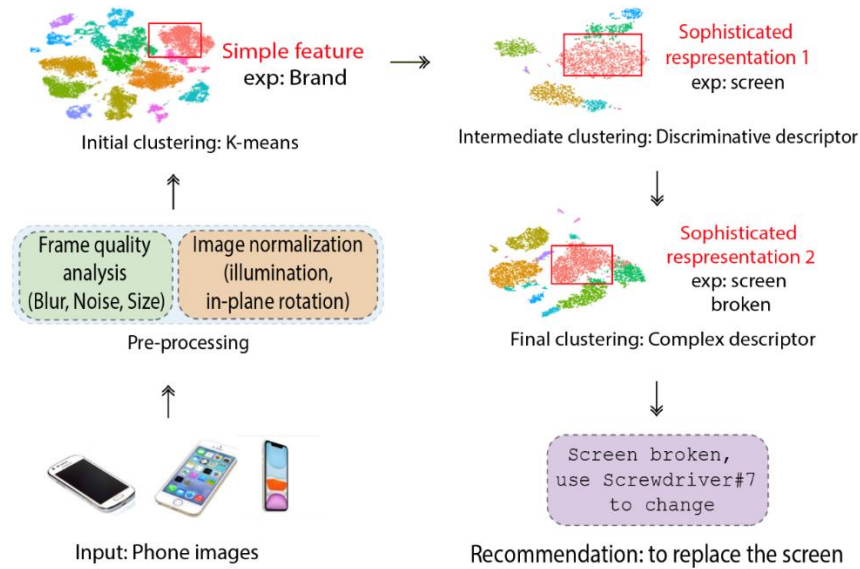 Simple feature
exp: Brand
Initial clustering: K-means
Sophisticated
respresentation 1
exp: screen
Intermediate clustering: Discriminative descriptor
Frame quality
analysis
(Blur, Noise, Size)
Image normalization
(illumination,
in-plane rotation)
Pre-processing
Sophisticated
respresentation 2
exp: screen
broken
Final clustering: Complex descriptor
Input: Phone images
Screen broken,
use Screwdriver#7
to change
Recommendation: to replace the screen